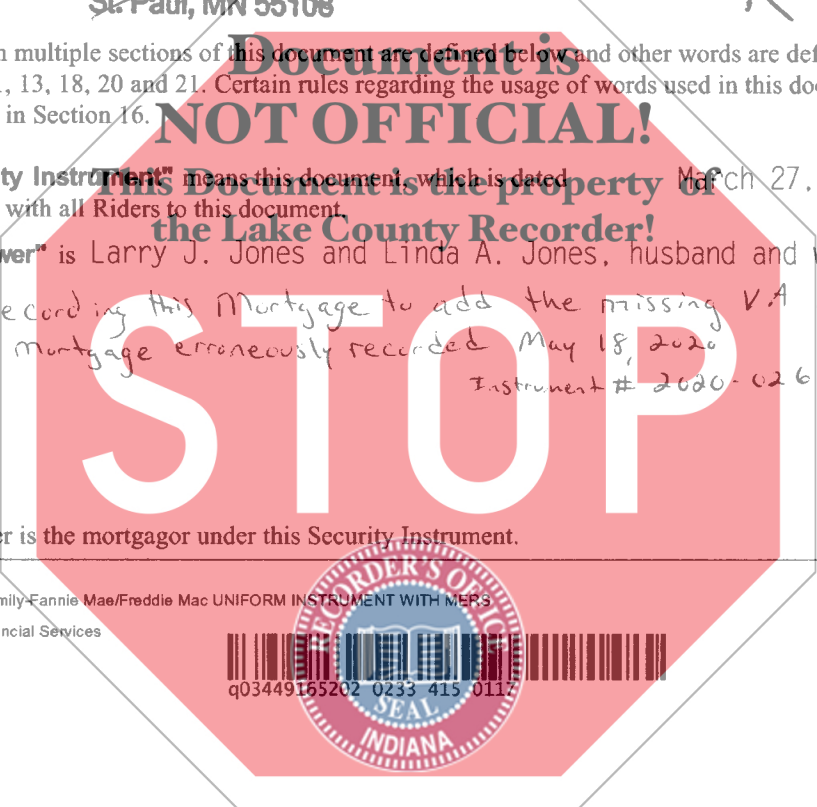 St. Paul, MN 55108
n multiple sections of this document are defined below and other words are def
, 13, 18, 20 and 21. Certain rules regarding the usage of words used in this do
in Section 16.
Document is
NOT OFFICIAL!
This Document is the property of
the Lake County Recorder!
ty Instrument" means this document, which is dated March 27,
with all Riders to this document.
wer" is Larry J. Jones and Linda A. Jones, husband and
ecording this Mortgage to add the missing VA
Mortgage erroneously recorded May 18, 2020
Instrument # 2020-026
STOP
er is the mortgagor under this Security Instrument.
mily-Fannie Mae/Freddie Mac UNIFORM INSTRUMENT WITH MERS
ncial Services
q03449165202 0233 415 0117
RECORDER'S OFFICE
SEAL
INDIANA